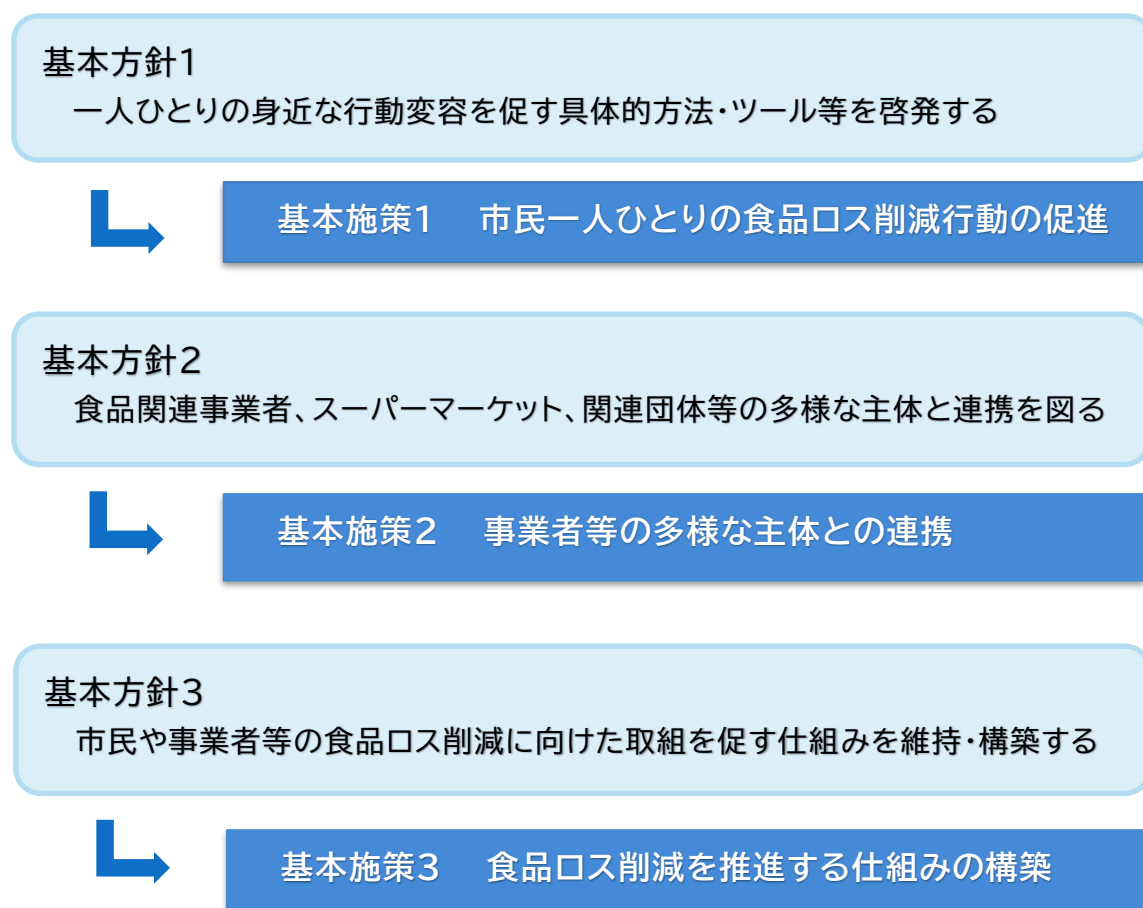 基本方針1
一人ひとりの身近な行動変容を促す具体的方法・ツール等を啓発する
基本施策1　市民一人ひとりの食品ロス削減行動の促進
基本方針2
食品関連事業者、スーパーマーケット、関連団体等の多様な主体と連携を図る
基本施策2　事業者等の多様な主体との連携
基本方針3
市民や事業者等の食品ロス削減に向けた取組を促す仕組みを維持・構築する
基本施策3　食品ロス削減を推進する仕組みの構築